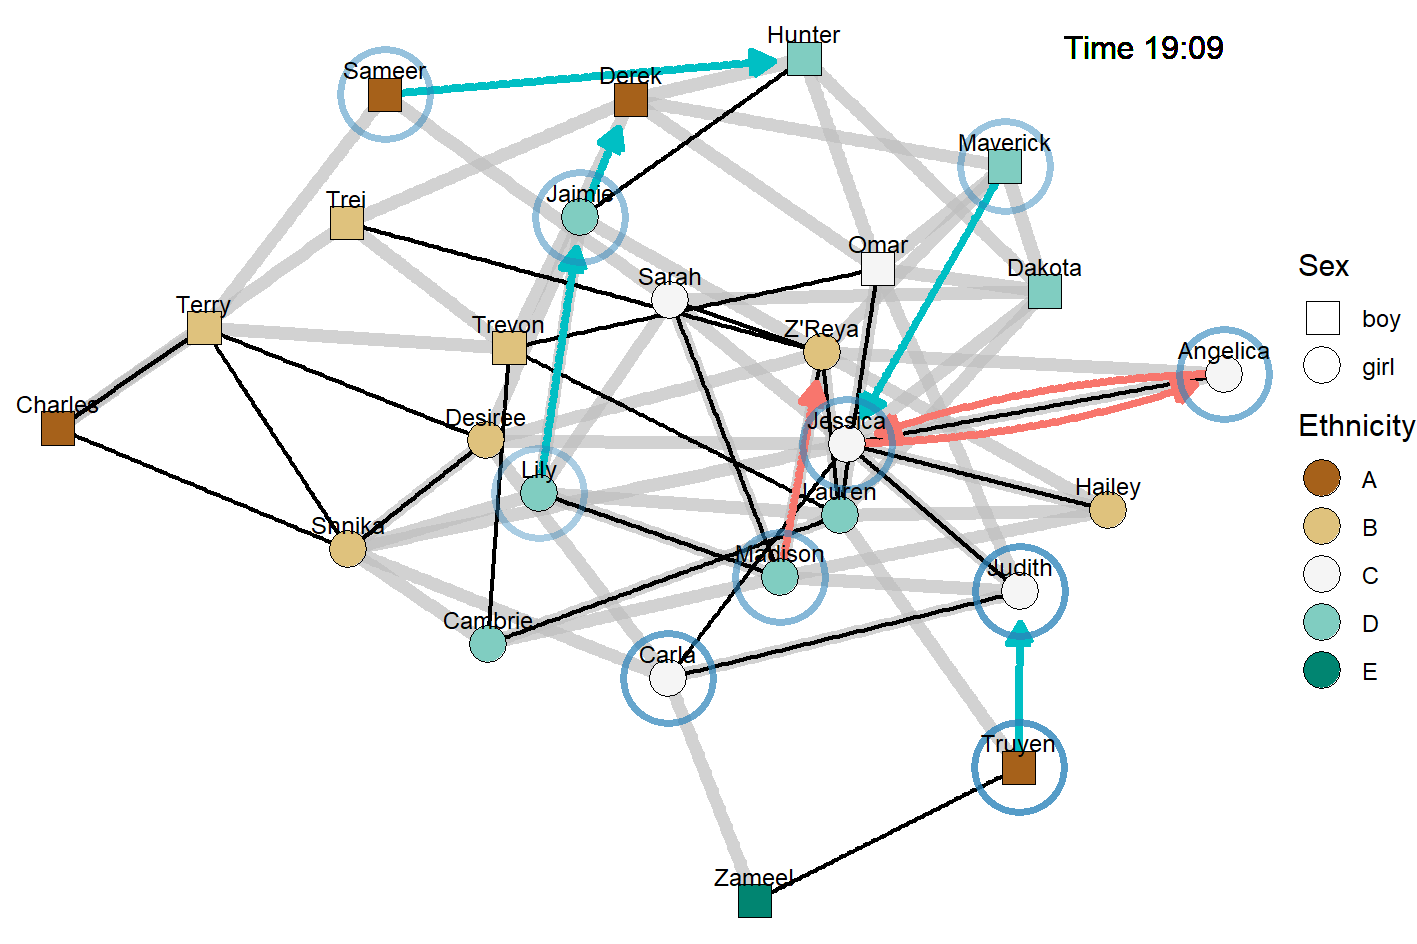 Hunter
Time 19:09
Sameer
Derek
Maverick
Jaimie
Trei
Omar
Sarah
Dakota
Sex
Terry
Trevon
Z'Reya
boy
Angelica
girl
Charles
Desiree
Jessica
Ethnicity
Lily
Lauren
Hailey
A
Shnika
B
Madison
Judith
C
Cambrie
D
Carla
E
Truyen
Zameel